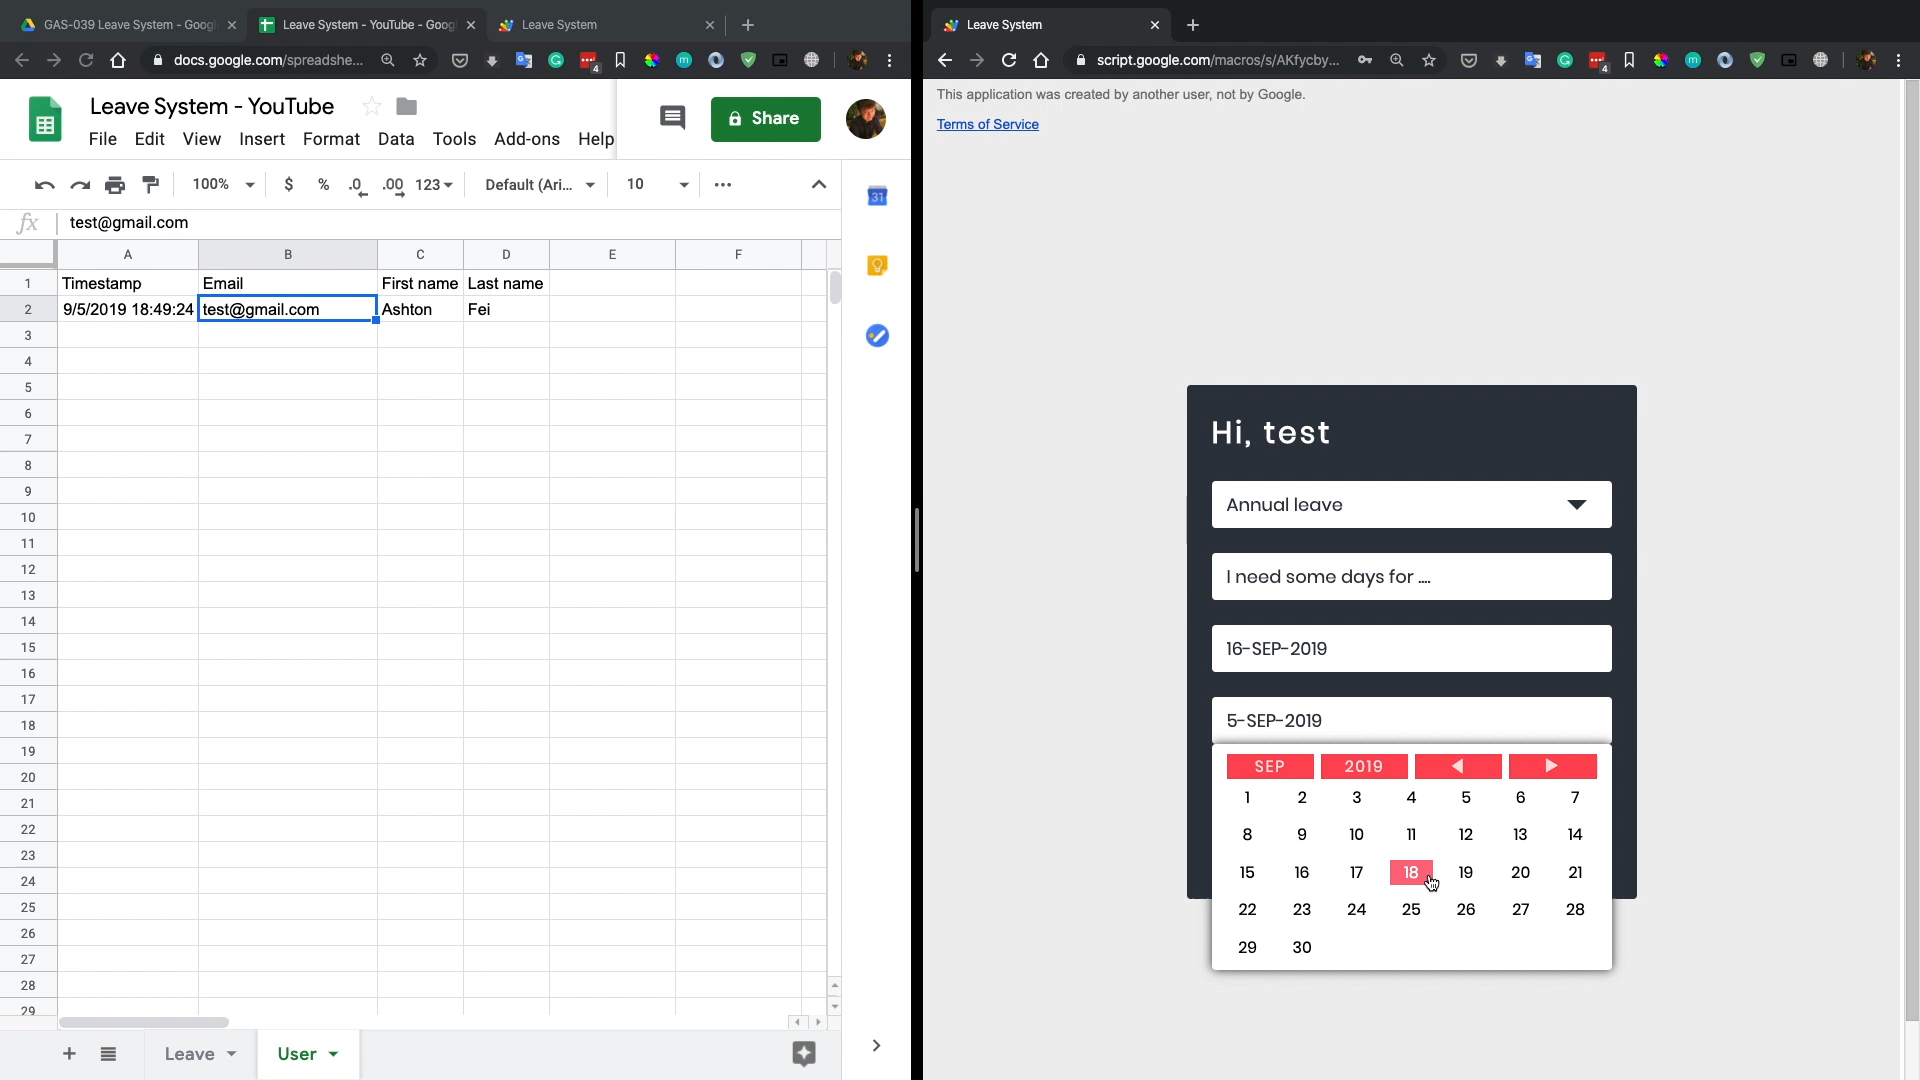 GAS-039 Leave System - Goog
Leave System - YouTube - Goog
Leave System
docs.google.com/spreadshe...
4
Leave System - YouTube
File Edit View Insert Format Data Tools Add-ons Help
Share
100% $ % .0 .00 123 Default (Ari... 10
31
fx test@gmail.com
A B C D E F
1 Timestamp Email First name Last name
2 9/5/2019 18:49:24 test@gmail.com Ashton Fei
3
4
5
6
7
8
9
10
11
12
13
14
15
16
17
18
19
20
21
22
23
24
25
26
27
28
29
Leave User
Leave System
script.google.com/macros/s/AKfycby...
4
This application was created by another user, not by Google.
Terms of Service
Hi, test
Annual leave
I need some days for ....
16-SEP-2019
5-SEP-2019
SEP 2019
1 2 3 4 5 6 7
8 9 10 11 12 13 14
15 16 17 18 19 20 21
22 23 24 25 26 27 28
29 30